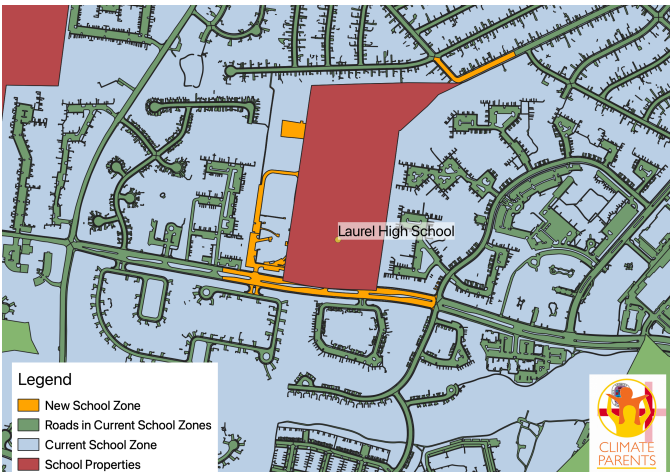 Laurel High School
Legend
New School Zone
Roads in Current School Zones
Current School Zone
School Properties
CLIMATE
PARENTS